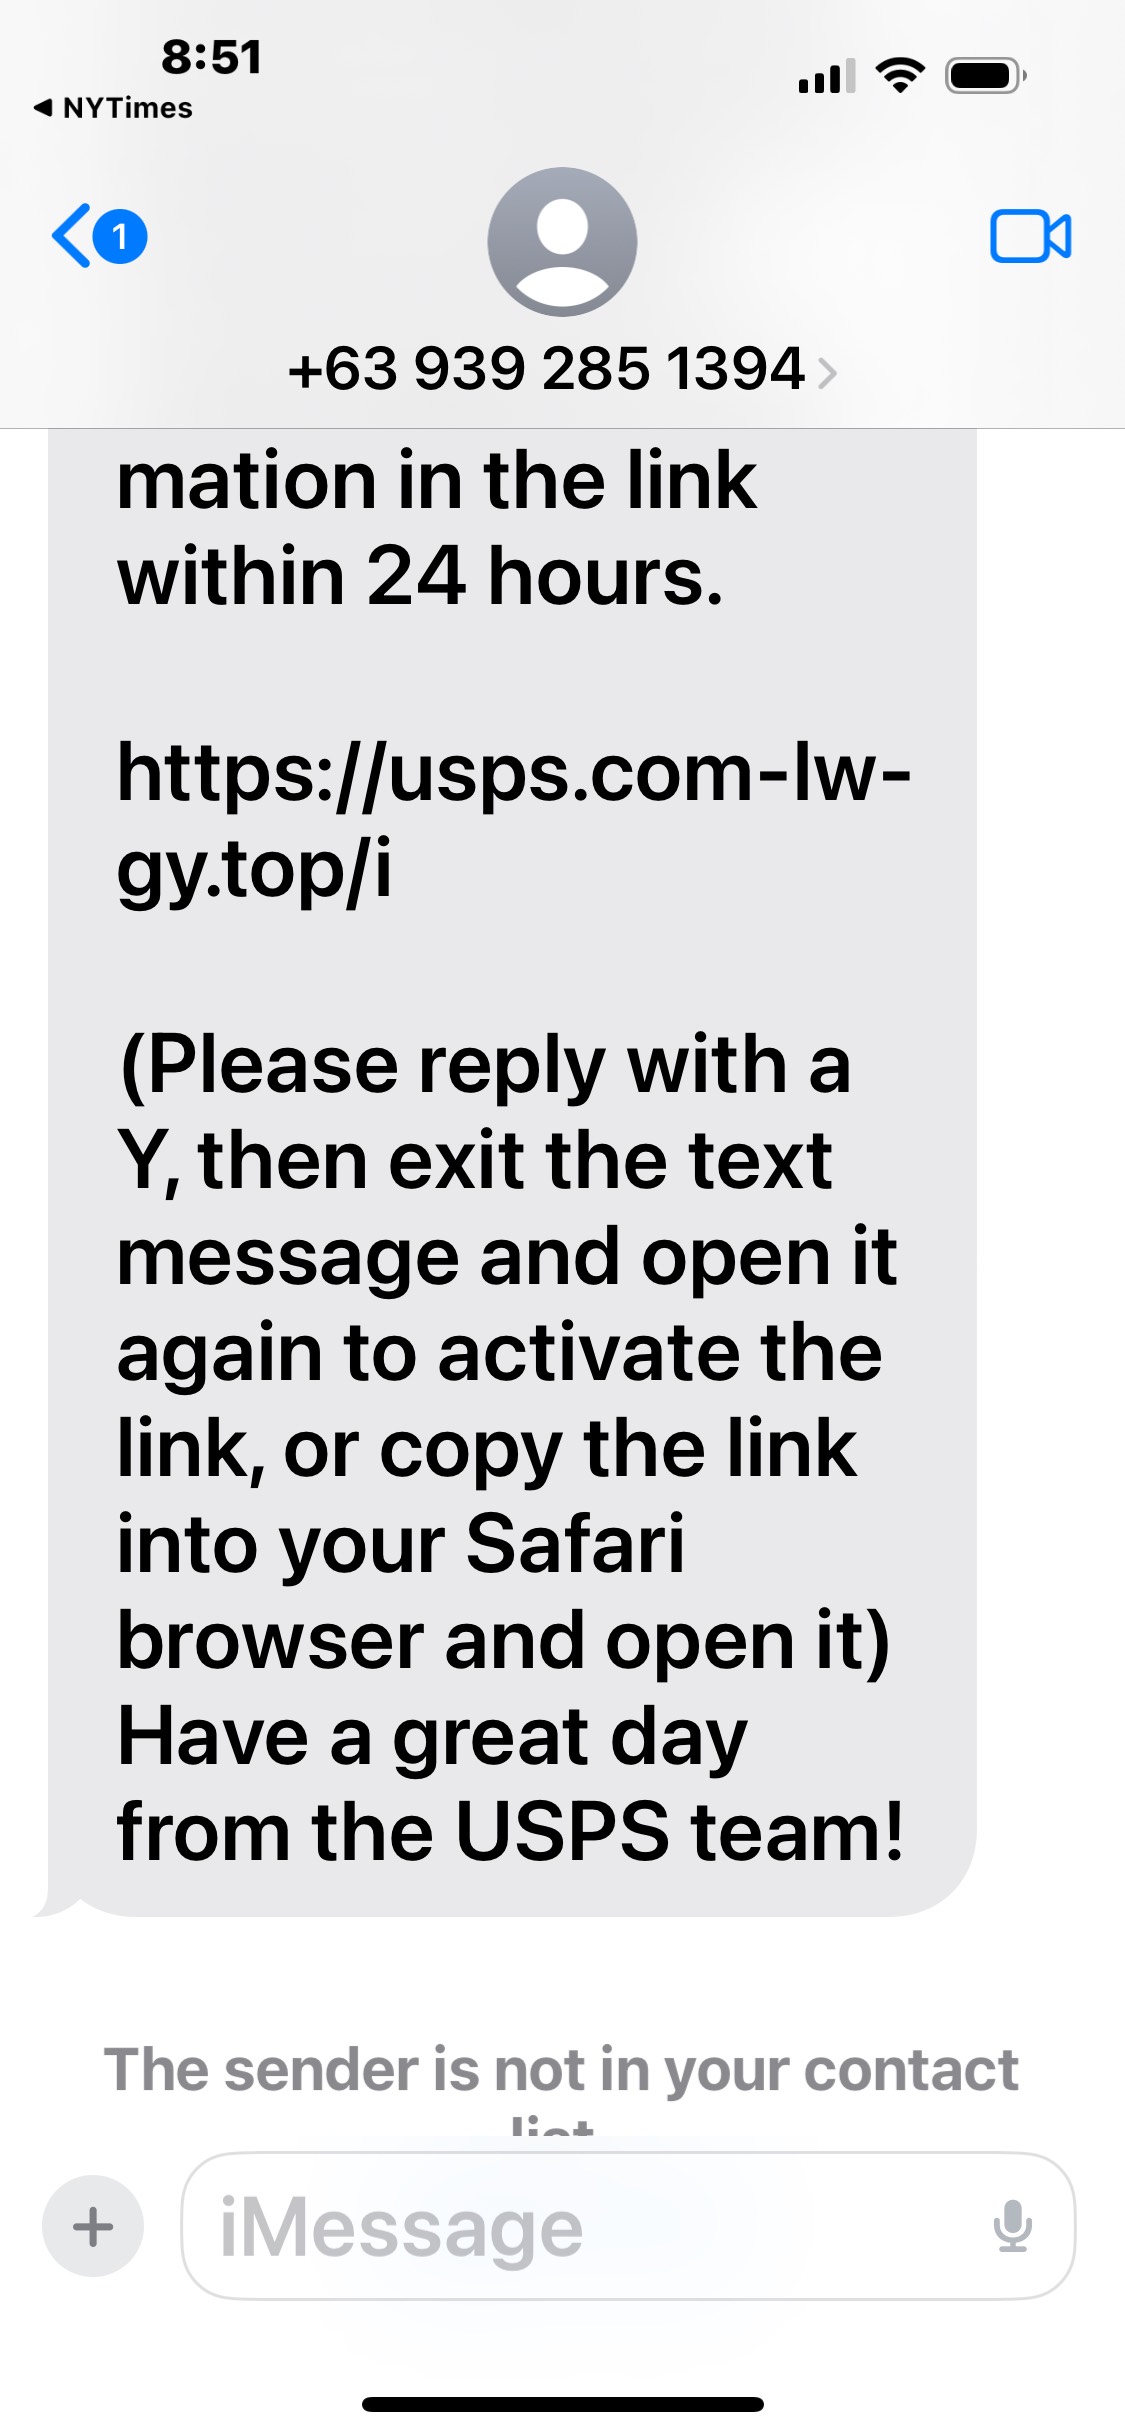 8:51
◀ NYTimes
1
+63 939 285 1394 >
mation in the link
within 24 hours.
https://usps.com-lw-
gy.top/i
(Please reply with a
Y, then exit the text
message and open it
again to activate the
link, or copy the link
into your Safari
browser and open it)
Have a great day
from the USPS team!
The sender is not in your contact
list.
iMessage